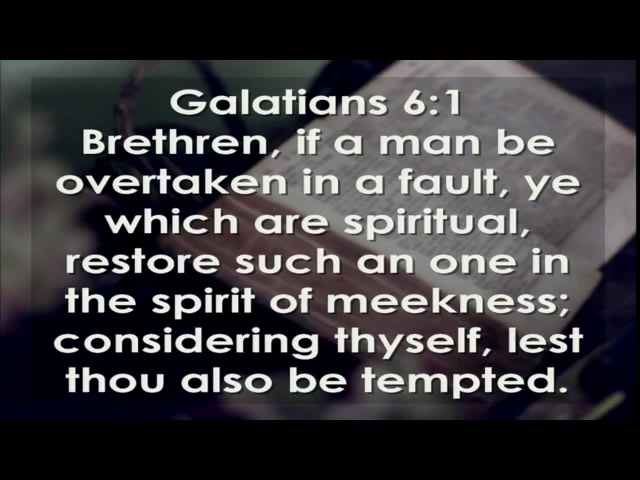 Galatians 6:1
Brethren, if a man be
overtaken in a fault, ye
which are spiritual,
restore such an one in
the spirit of meekness;
considering thyself, lest
thou also be tempted.